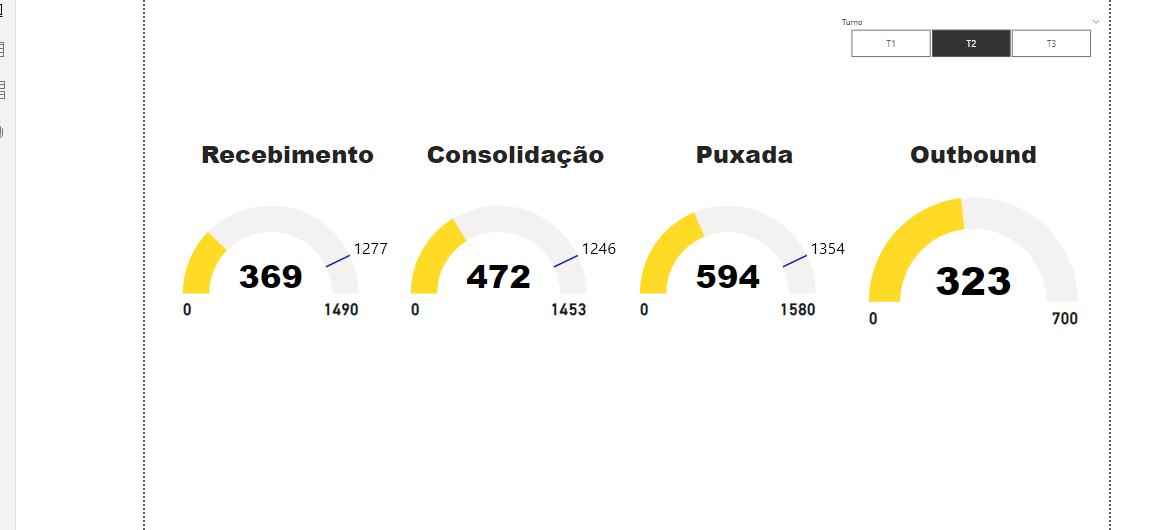 Turno
T1 T2 T3
Recebimento Consolidação Puxada Outbound
1277 1246 1354
369 472 594 323
0 1490 0 1453 0 1580 0 700